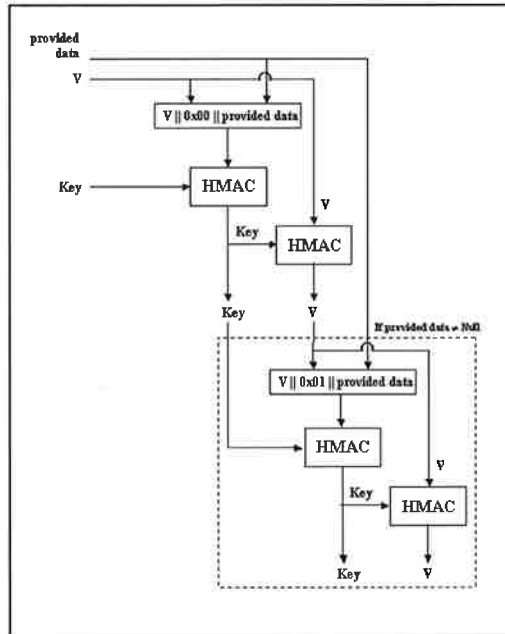 provided
data
V
V || 0x00 || provided data
Key
HMAC
V
Key
HMAC
Key
V
If provided data ≠ Null
V || 0x01 || provided data
HMAC
V
Key
HMAC
Key
V